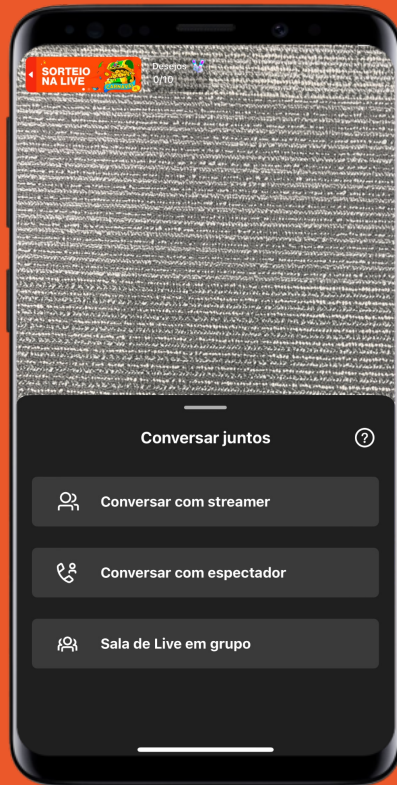 SORTEIO
NA LIVE
Desejos
0/10
Conversar juntos
?
Conversar com streamer
Conversar com espectador
Sala de Live em grupo